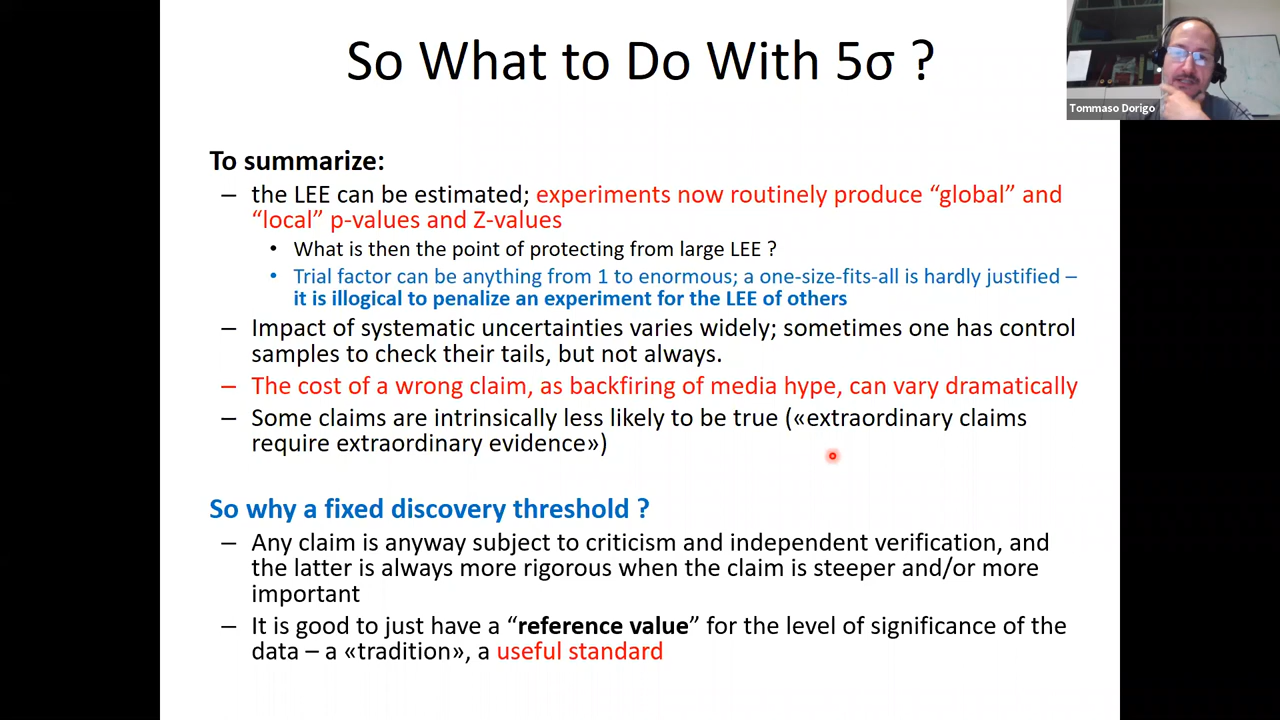 So What to Do With 5σ ?
Tommaso Dorigo
To summarize:
– the LEE can be estimated; experiments now routinely produce “global” and
“local” p-values and Z-values
• What is then the point of protecting from large LEE ?
• Trial factor can be anything from 1 to enormous; a one-size-fits-all is hardly justified –
it is illogical to penalize an experiment for the LEE of others
– Impact of systematic uncertainties varies widely; sometimes one has control
samples to check their tails, but not always.
– The cost of a wrong claim, as backfiring of media hype, can vary dramatically
– Some claims are intrinsically less likely to be true («extraordinary claims
require extraordinary evidence»)
So why a fixed discovery threshold ?
– Any claim is anyway subject to criticism and independent verification, and
the latter is always more rigorous when the claim is steeper and/or more
important
– It is good to just have a “reference value” for the level of significance of the
data – a «tradition», a useful standard